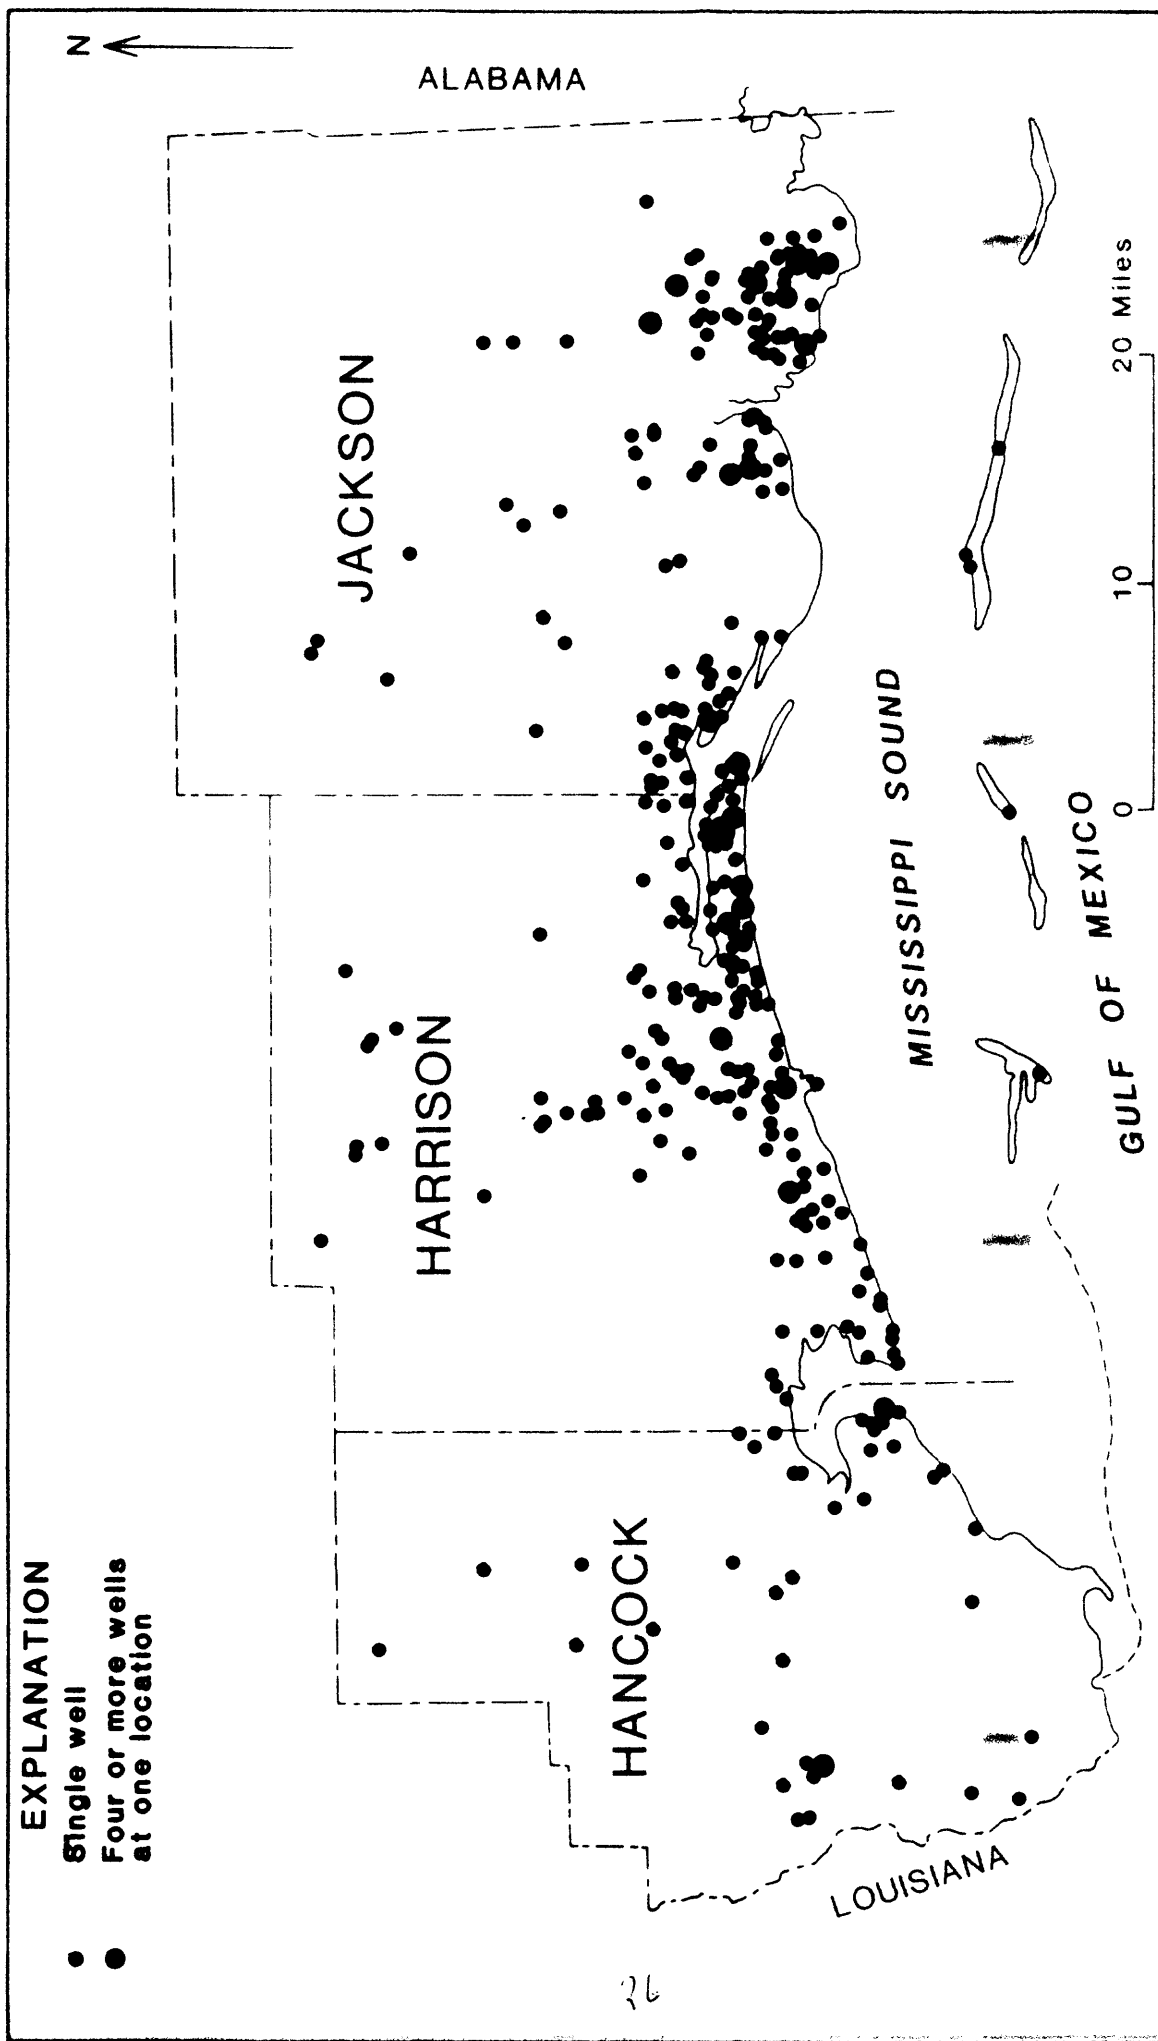 EXPLANATION
Single well
Four or more wells
at one location
N
ALABAMA
JACKSON
HARRISON
HANCOCK
LOUISIANA
MISSISSIPPI SOUND
GULF OF MEXICO
0 10 20 Miles